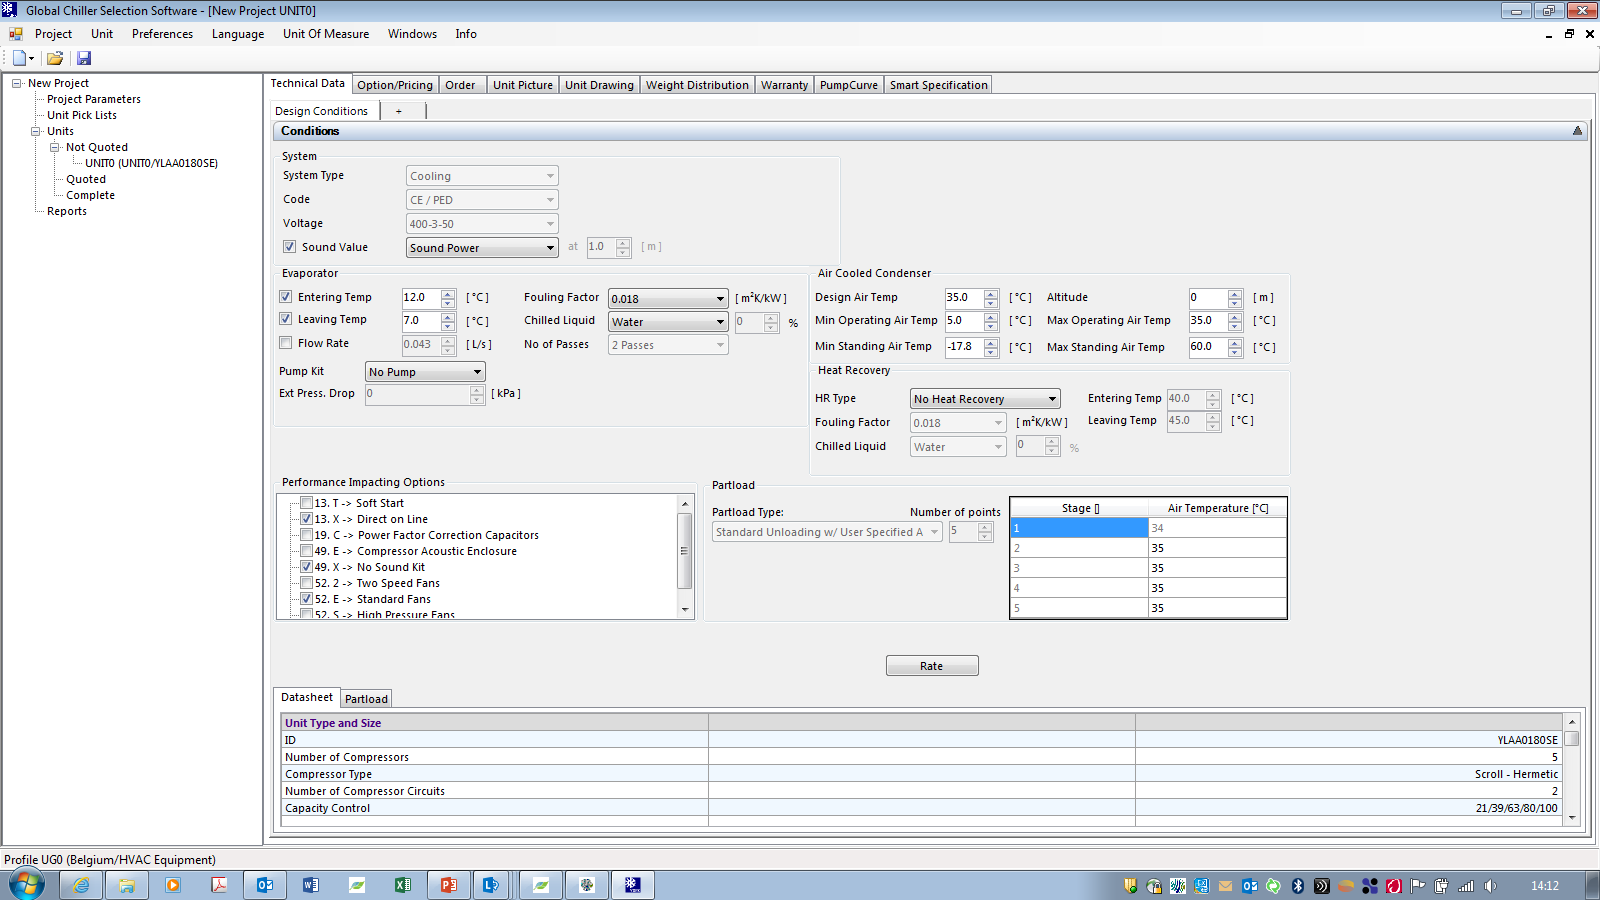 Global Chiller Selection Software - [New Project UNIT0]
Project Unit Preferences Language Unit Of Measure Windows Info
New Project
Project Parameters
Unit Pick Lists
Units
Not Quoted
UNIT0 (UNIT0/YLAA0180SE)
Quoted
Complete
Reports
Technical Data Option/Pricing Order Unit Picture Unit Drawing Weight Distribution Warranty PumpCurve Smart Specification
Design Conditions +
Conditions
System
System Type Cooling
Code CE / PED
Voltage 400-3-50
Sound Value Sound Power at 1.0 [ m ]
Evaporator
Entering Temp 12.0 [ °C ] Fouling Factor 0.018 [ m²K/kW ]
Leaving Temp 7.0 [ °C ] Chilled Liquid Water 0 %
Flow Rate 0.043 [ L/s ] No of Passes 2 Passes
Pump Kit No Pump
Ext Press. Drop 0 [ kPa ]
Air Cooled Condenser
Design Air Temp 35.0 [ °C ] Altitude 0 [ m ]
Min Operating Air Temp 5.0 [ °C ] Max Operating Air Temp 35.0 [ °C ]
Min Standing Air Temp -17.8 [ °C ] Max Standing Air Temp 60.0 [ °C ]
Heat Recovery
HR Type No Heat Recovery Entering Temp 40.0 [ °C ]
Fouling Factor 0.018 [ m²K/kW ] Leaving Temp 45.0 [ °C ]
Chilled Liquid Water 0 %
Performance Impacting Options
13. T -> Soft Start
13. X -> Direct on Line
19. C -> Power Factor Correction Capacitors
49. E -> Compressor Acoustic Enclosure
49. X -> No Sound Kit
52. 2 -> Two Speed Fans
52. E -> Standard Fans
52. S -> High Pressure Fans
Partload
Partload Type: Number of points
Standard Unloading w/ User Specified A 5
Stage [] Air Temperature [°C]
1 34
2 35
3 35
4 35
5 35
Rate
Datasheet Partload
Unit Type and Size
ID YLAA0180SE
Number of Compressors 5
Compressor Type Scroll - Hermetic
Number of Compressor Circuits 2
Capacity Control 21/39/63/80/100
Profile UG0 (Belgium/HVAC Equipment)
14:12